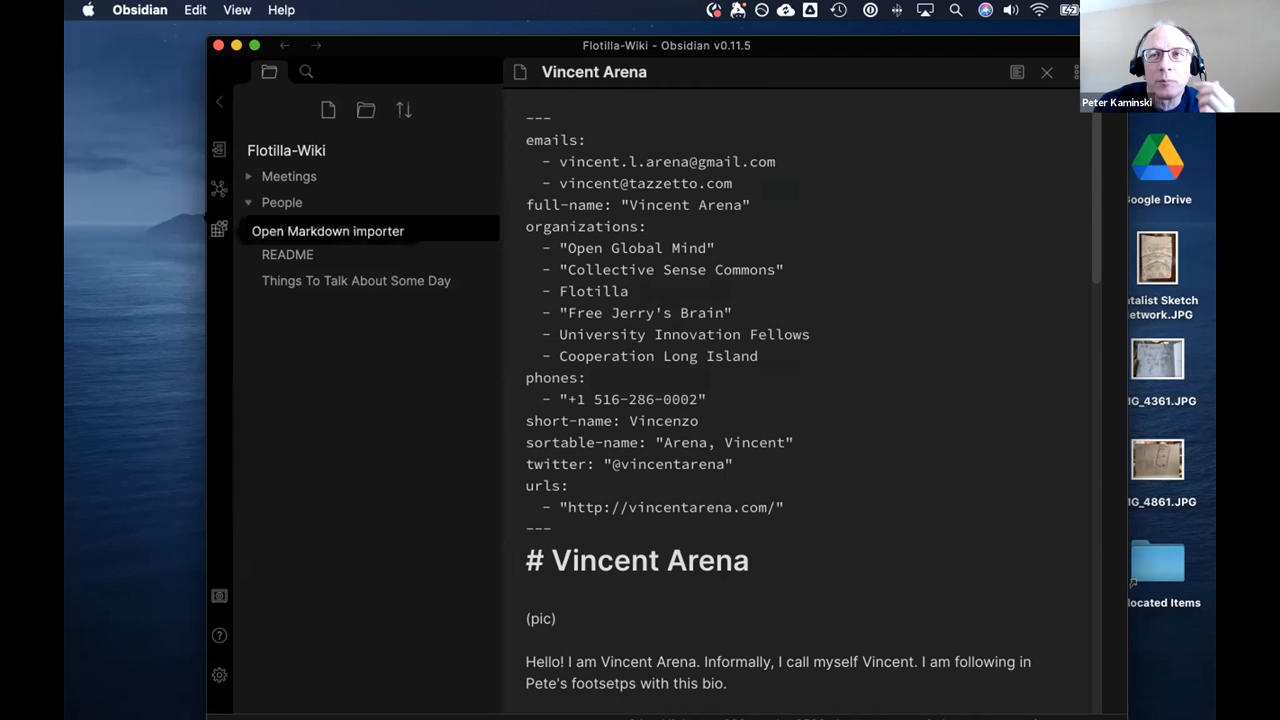 Obsidian Edit View Help
Flotilla-Wiki - Obsidian v0.11.5
Vincent Arena
Peter Kaminski
Flotilla-Wiki
Meetings
People
Open Markdown importer
README
Things To Talk About Some Day
---
emails:
- vincent.l.arena@gmail.com
- vincent@tazzetto.com
full-name: "Vincent Arena"
organizations:
- "Open Global Mind"
- "Collective Sense Commons"
- Flotilla
- "Free Jerry's Brain"
- University Innovation Fellows
- Cooperation Long Island
phones:
- "+1 516-286-0002"
short-name: Vincenzo
sortable-name: "Arena, Vincent"
twitter: "@vincentarena"
urls:
- "http://vincentarena.com/"
---
# Vincent Arena
(pic)
Hello! I am Vincent Arena. Informally, I call myself Vincent. I am following in
Pete's footsetps with this bio.
Google Drive
atalist Sketch
etwork.JPG
MG_4361.JPG
MG_4861.JPG
located Items